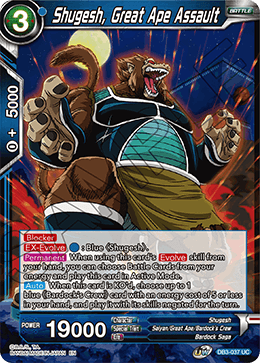 BATTLE
3
Shugesh, Great Ape Assault
0 + 5000
Blocker
EX-Evolve : Blue 《Shugesh》.
Permanent When using this card's Evolve skill from
your hand, you can choose Battle Cards from your
energy and play this card in Active Mode.
Auto When this card is KO'd, choose up to 1
blue 《Bardock's Crew》 card with an energy cost of 5 or less
in your hand, and play it with its skills negated for the turn.
POWER 19000
Character Shugesh
Special Trait Saiyan/Great Ape/Bardock's Crew
Era Bardock Saga
DB3-037 UC